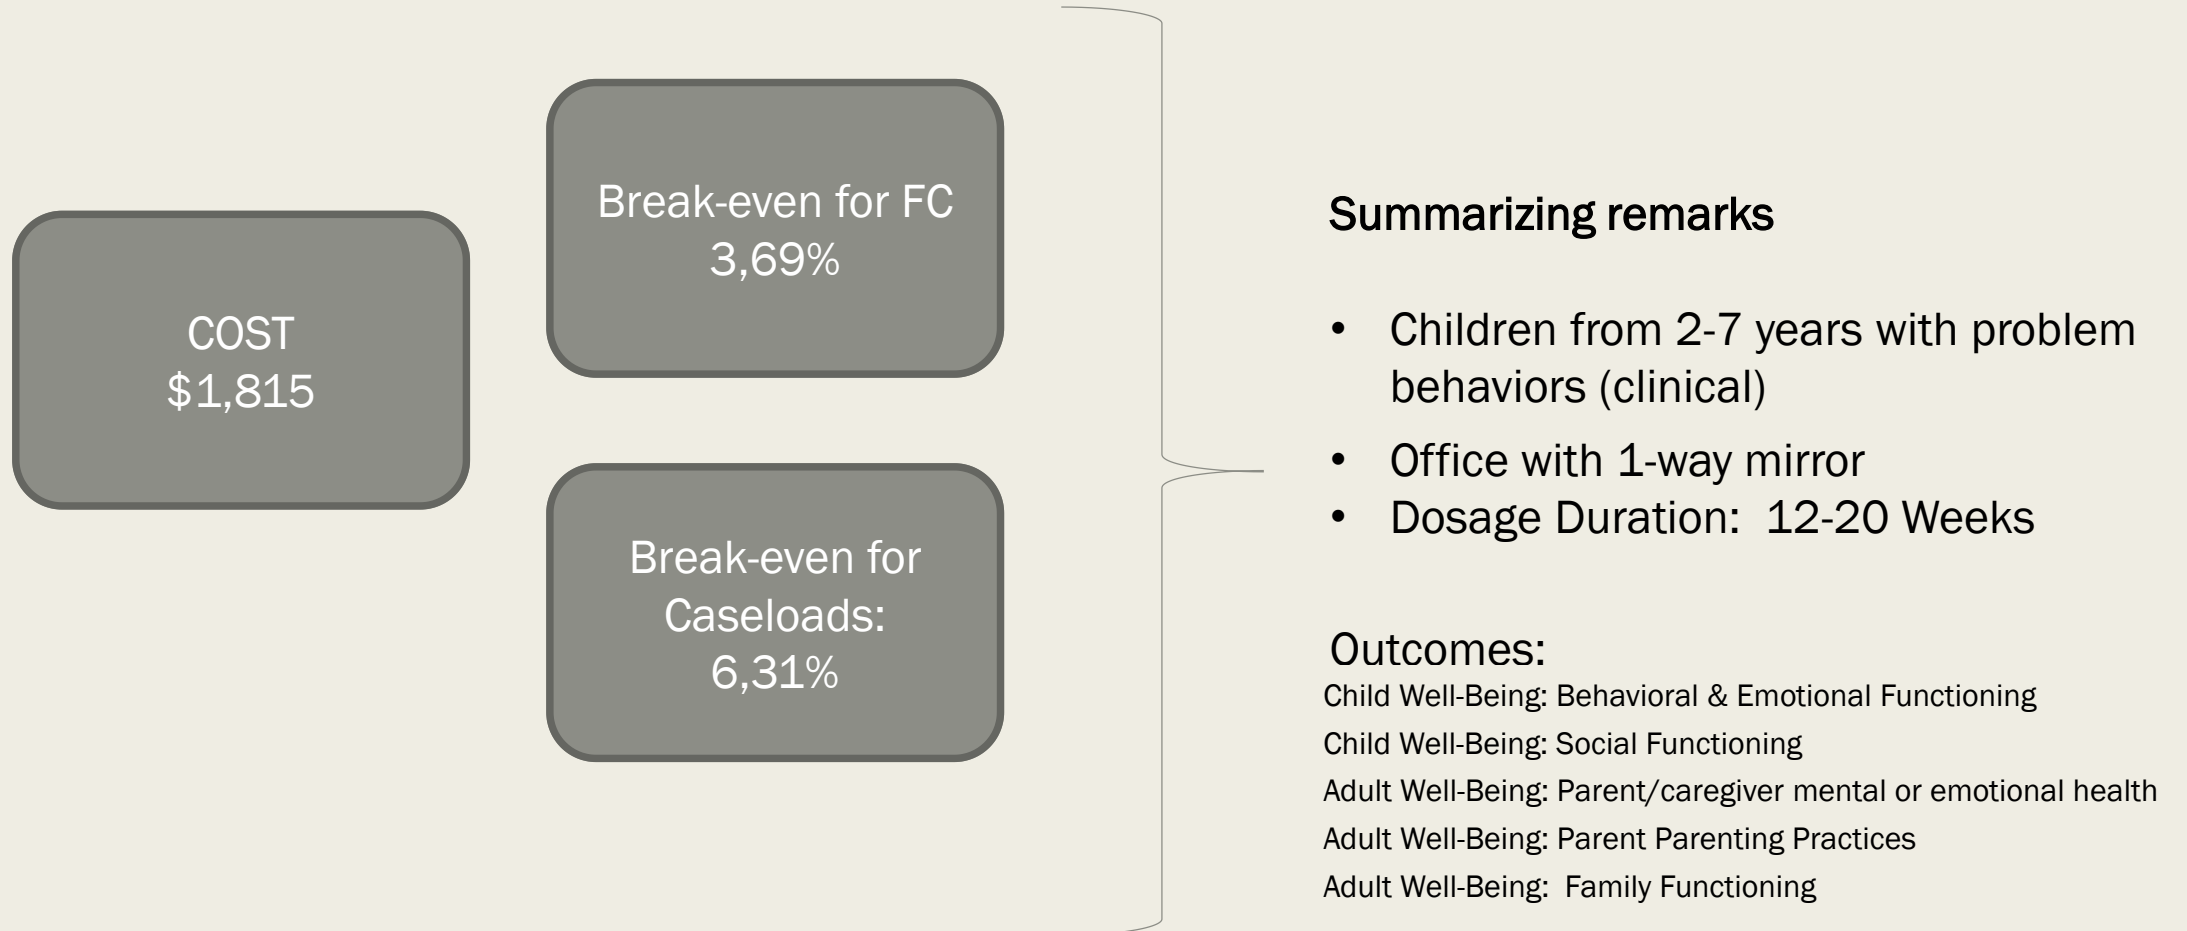 COST
$1,815
Break-even for FC
3,69%
Break-even for
Caseloads:
6,31%
Summarizing remarks
• Children from 2-7 years with problem
behaviors (clinical)
• Office with 1-way mirror
• Dosage Duration:  12-20 Weeks
Outcomes:
Child Well-Being: Behavioral & Emotional Functioning
Child Well-Being: Social Functioning
Adult Well-Being: Parent/caregiver mental or emotional health
Adult Well-Being: Parent Parenting Practices
Adult Well-Being:  Family Functioning